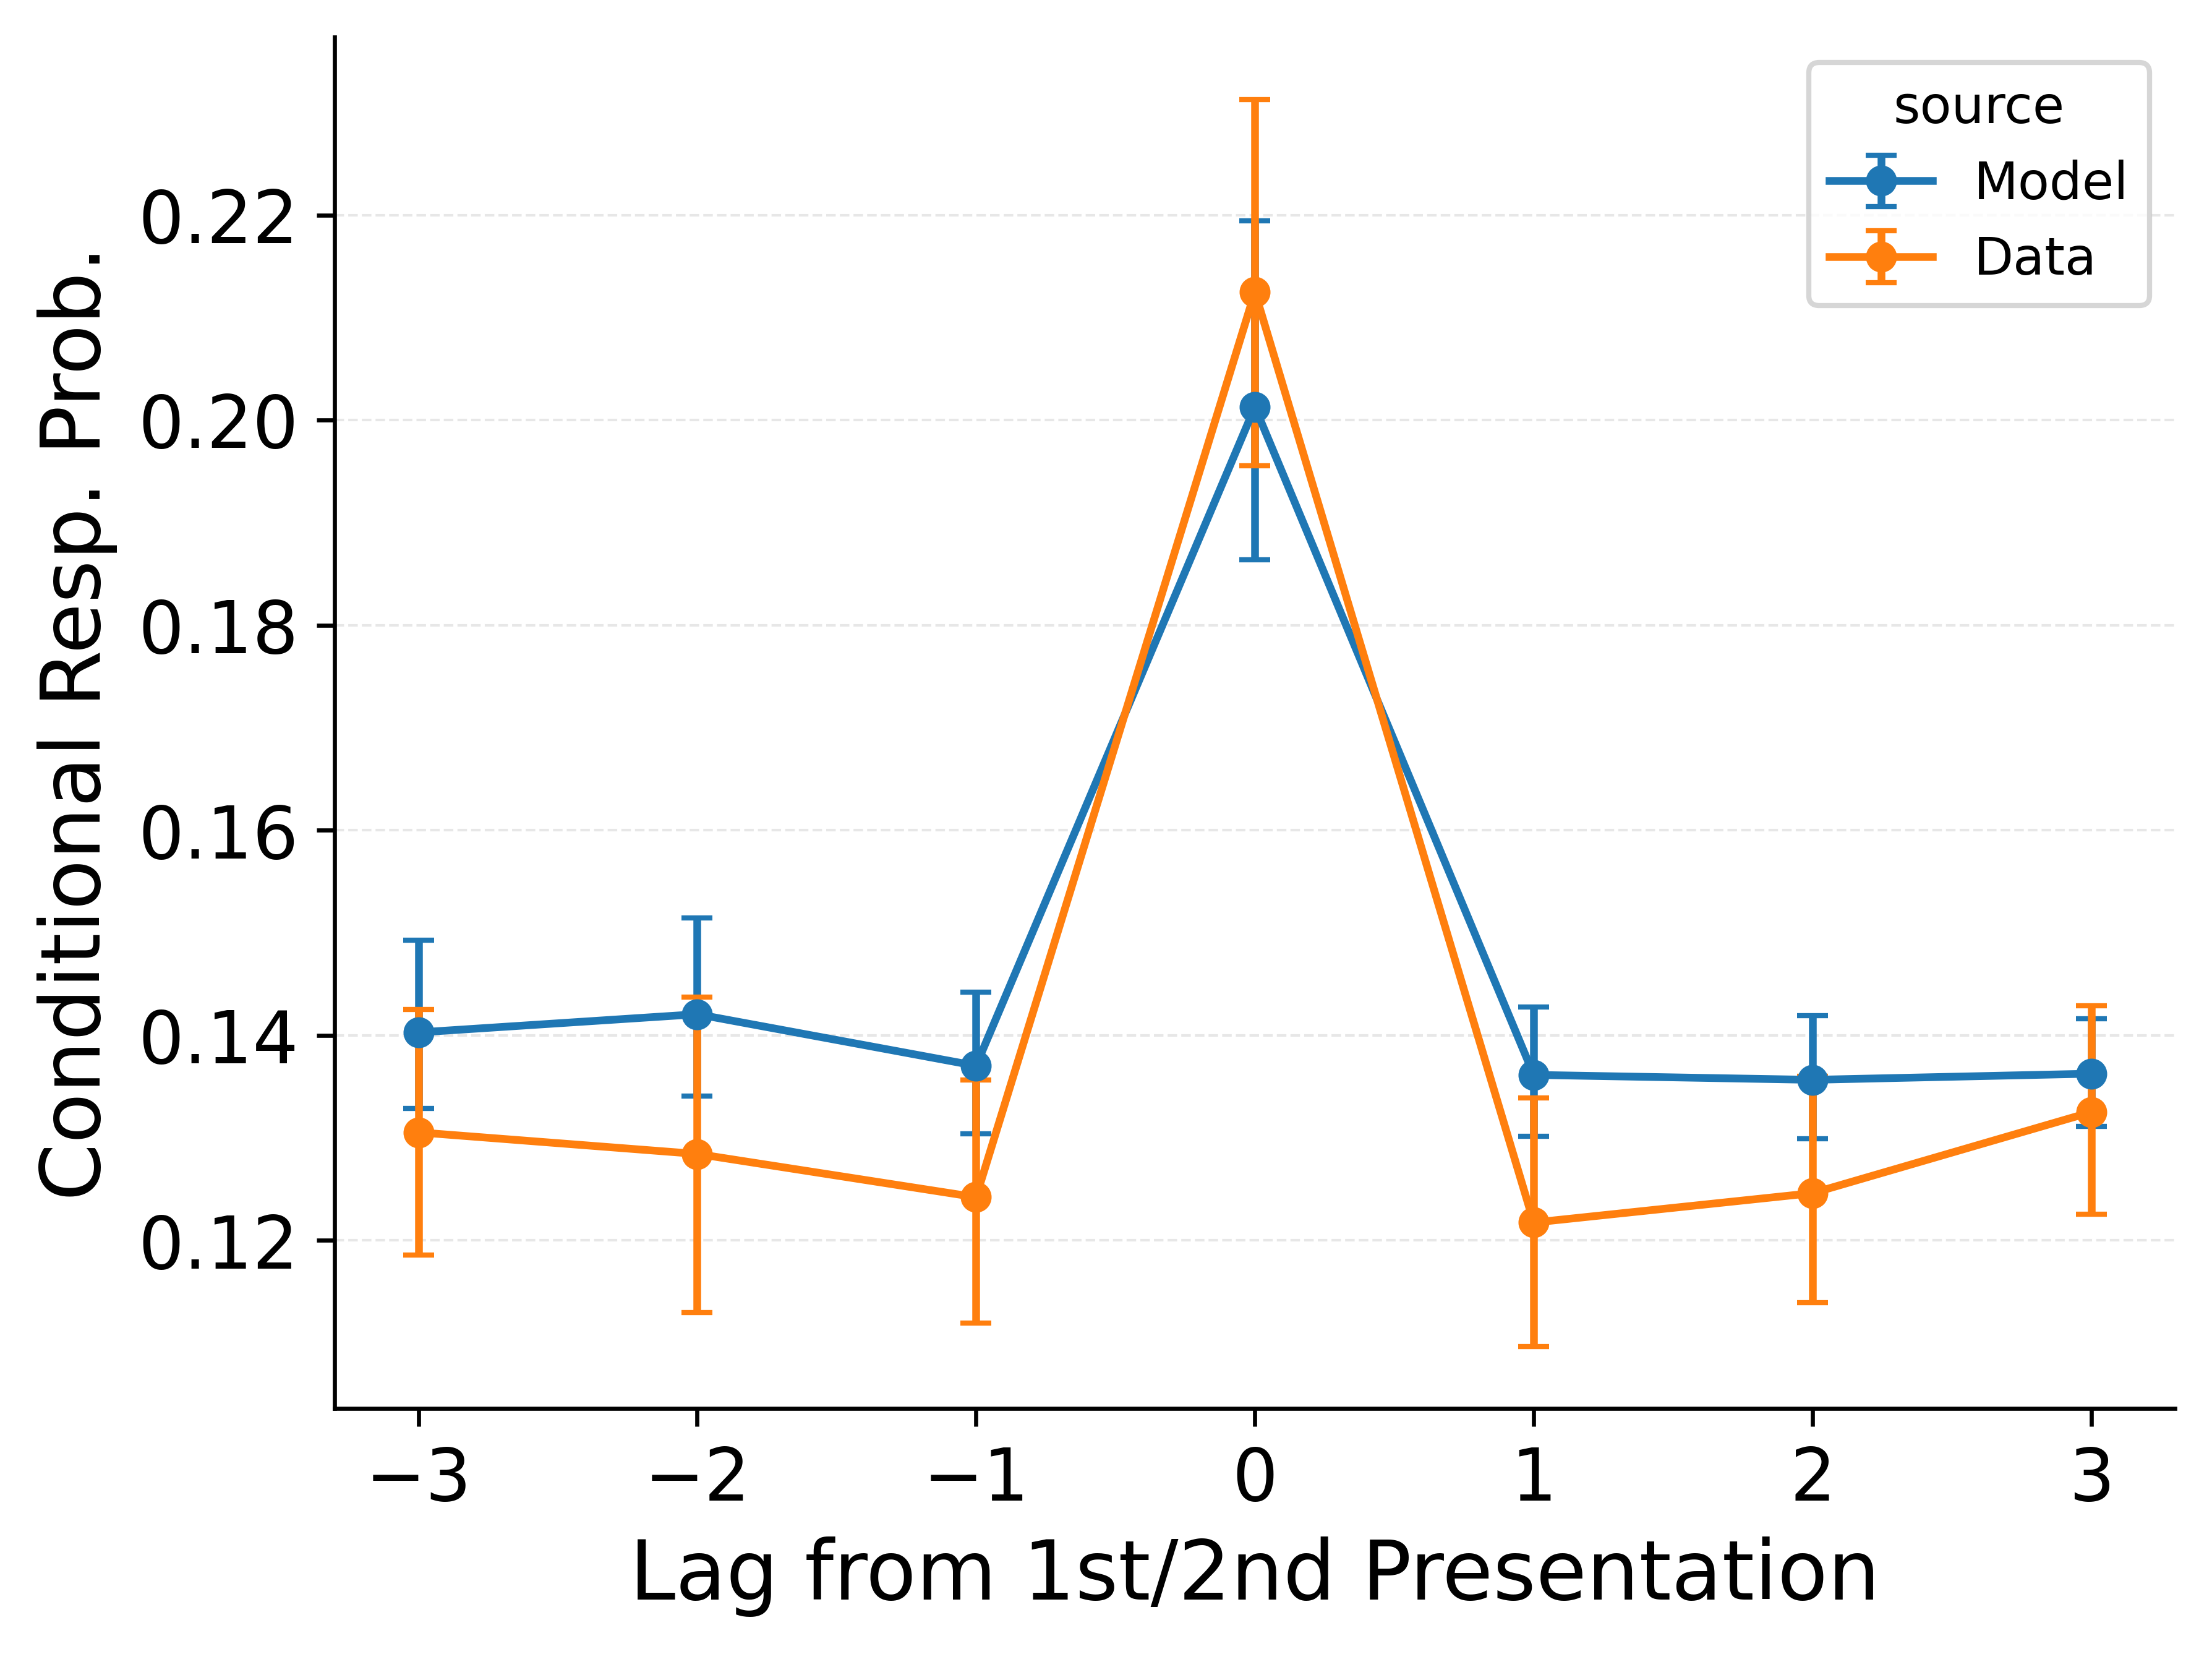 source
Model
Data
Conditional Resp. Prob.
0.22
0.20
0.18
0.16
0.14
0.12
−3 −2 −1 0 1 2 3
Lag from 1st/2nd Presentation